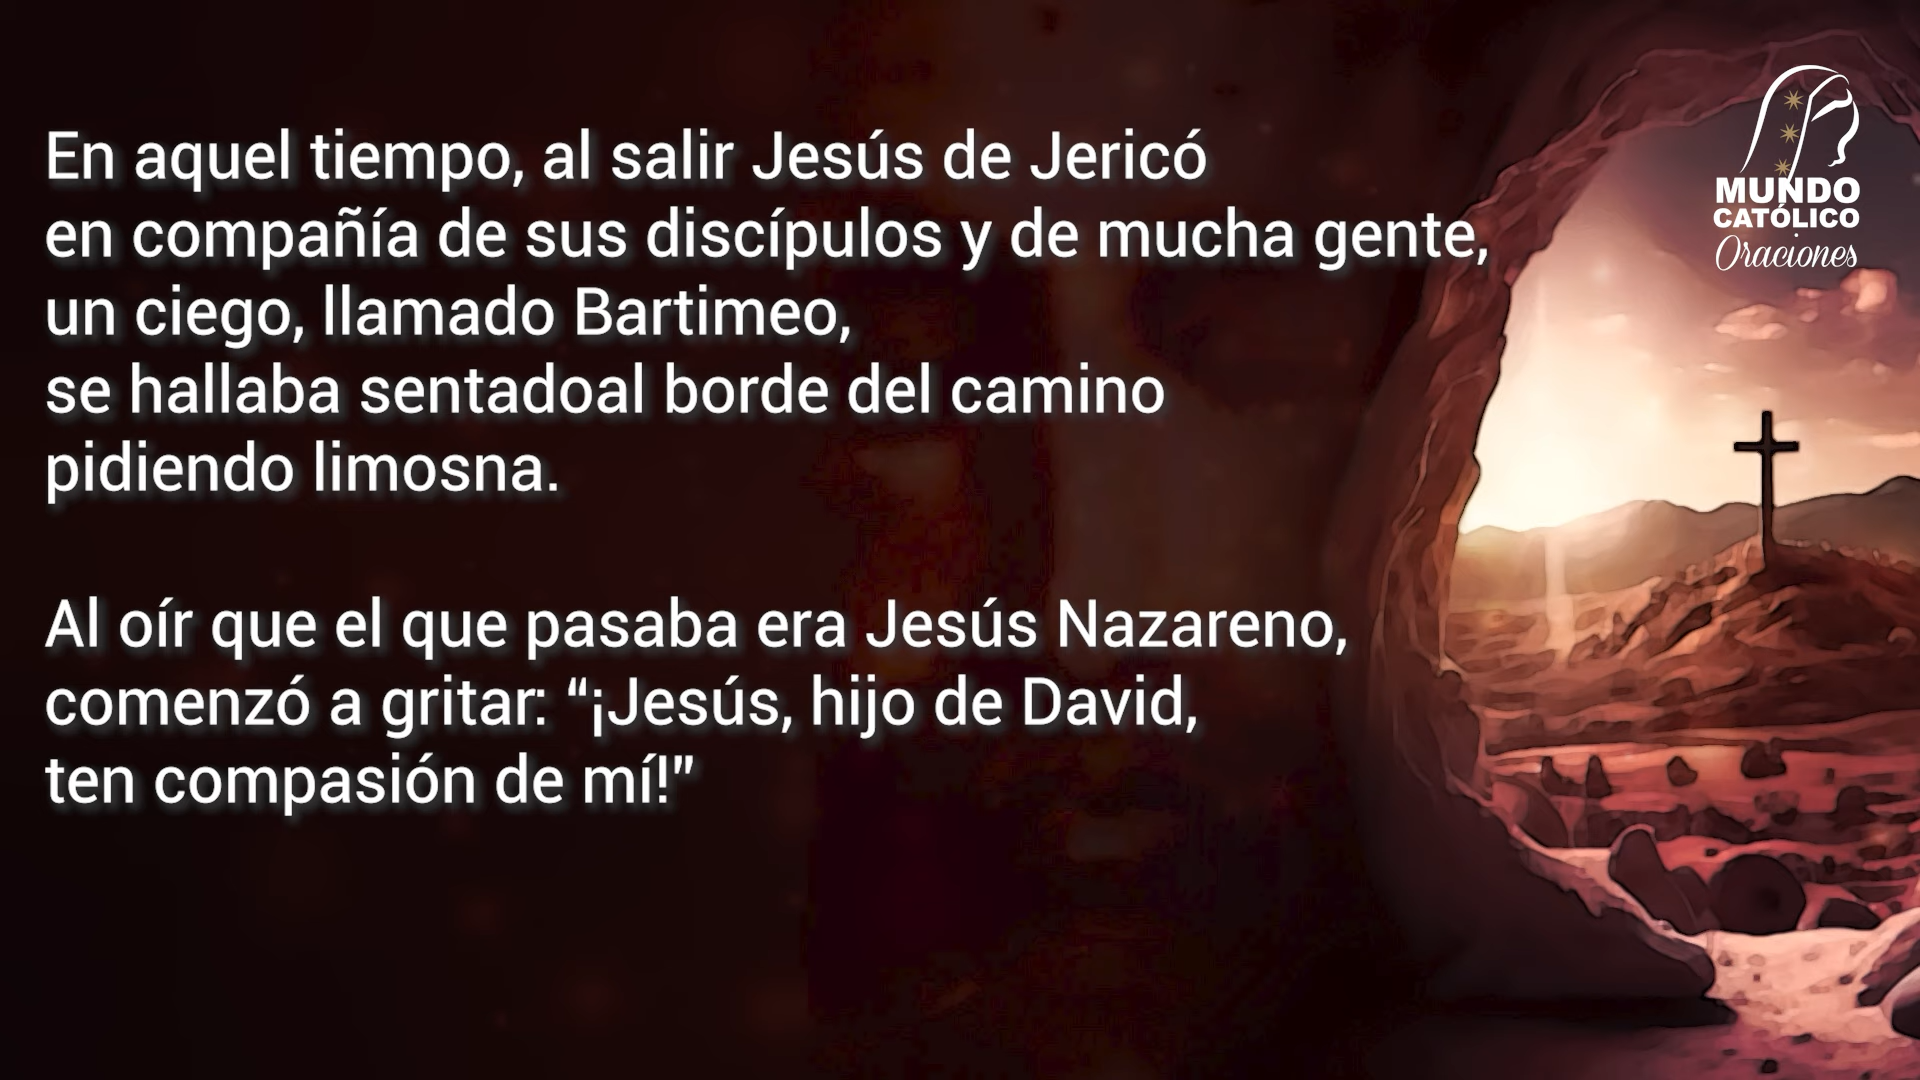 En aquel tiempo, al salir Jesús de Jericó
en compañía de sus discípulos y de mucha gente,
un ciego, llamado Bartimeo,
se hallaba sentadoal borde del camino
pidiendo limosna.
Al oír que el que pasaba era Jesús Nazareno,
comenzó a gritar: “¡Jesús, hijo de David,
ten compasión de mí!”
MUNDO
CATÓLICO
Oraciones